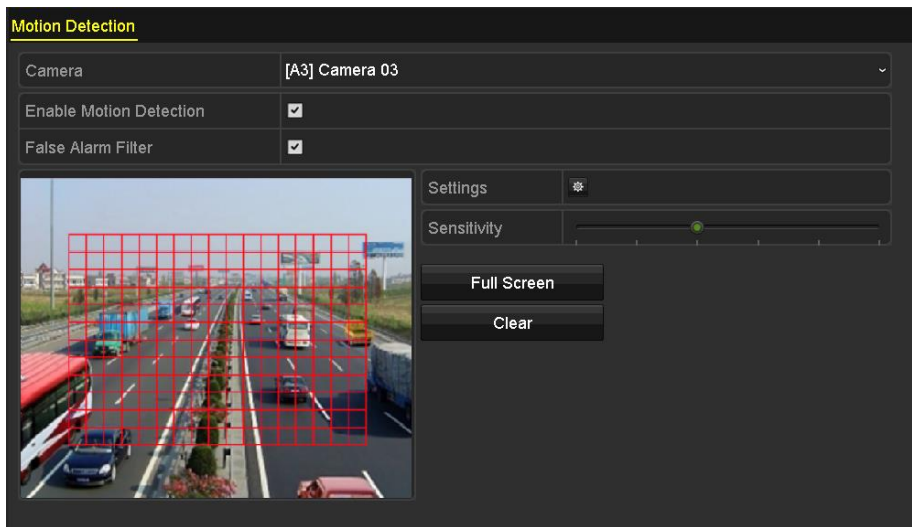 Motion Detection
Camera
[A3] Camera 03
Enable Motion Detection
False Alarm Filter
Settings
Sensitivity
Full Screen
Clear